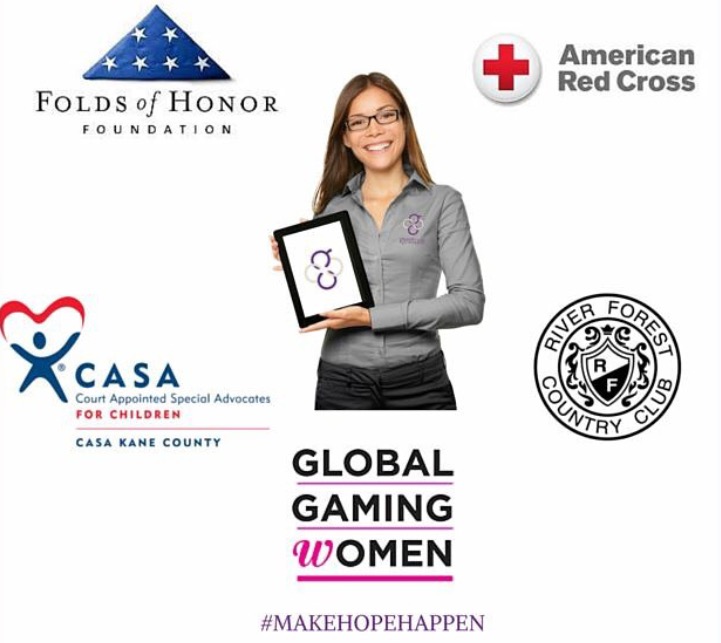 FOLDS of HONOR
FOUNDATION
American
Red Cross
CASA
Court Appointed Special Advocates
FOR CHILDREN
CASA KANE COUNTY
RIVER FOREST
R
F
COUNTRY CLUB
GLOBAL
GAMING
WOMEN
#MAKEHOPEHAPPEN